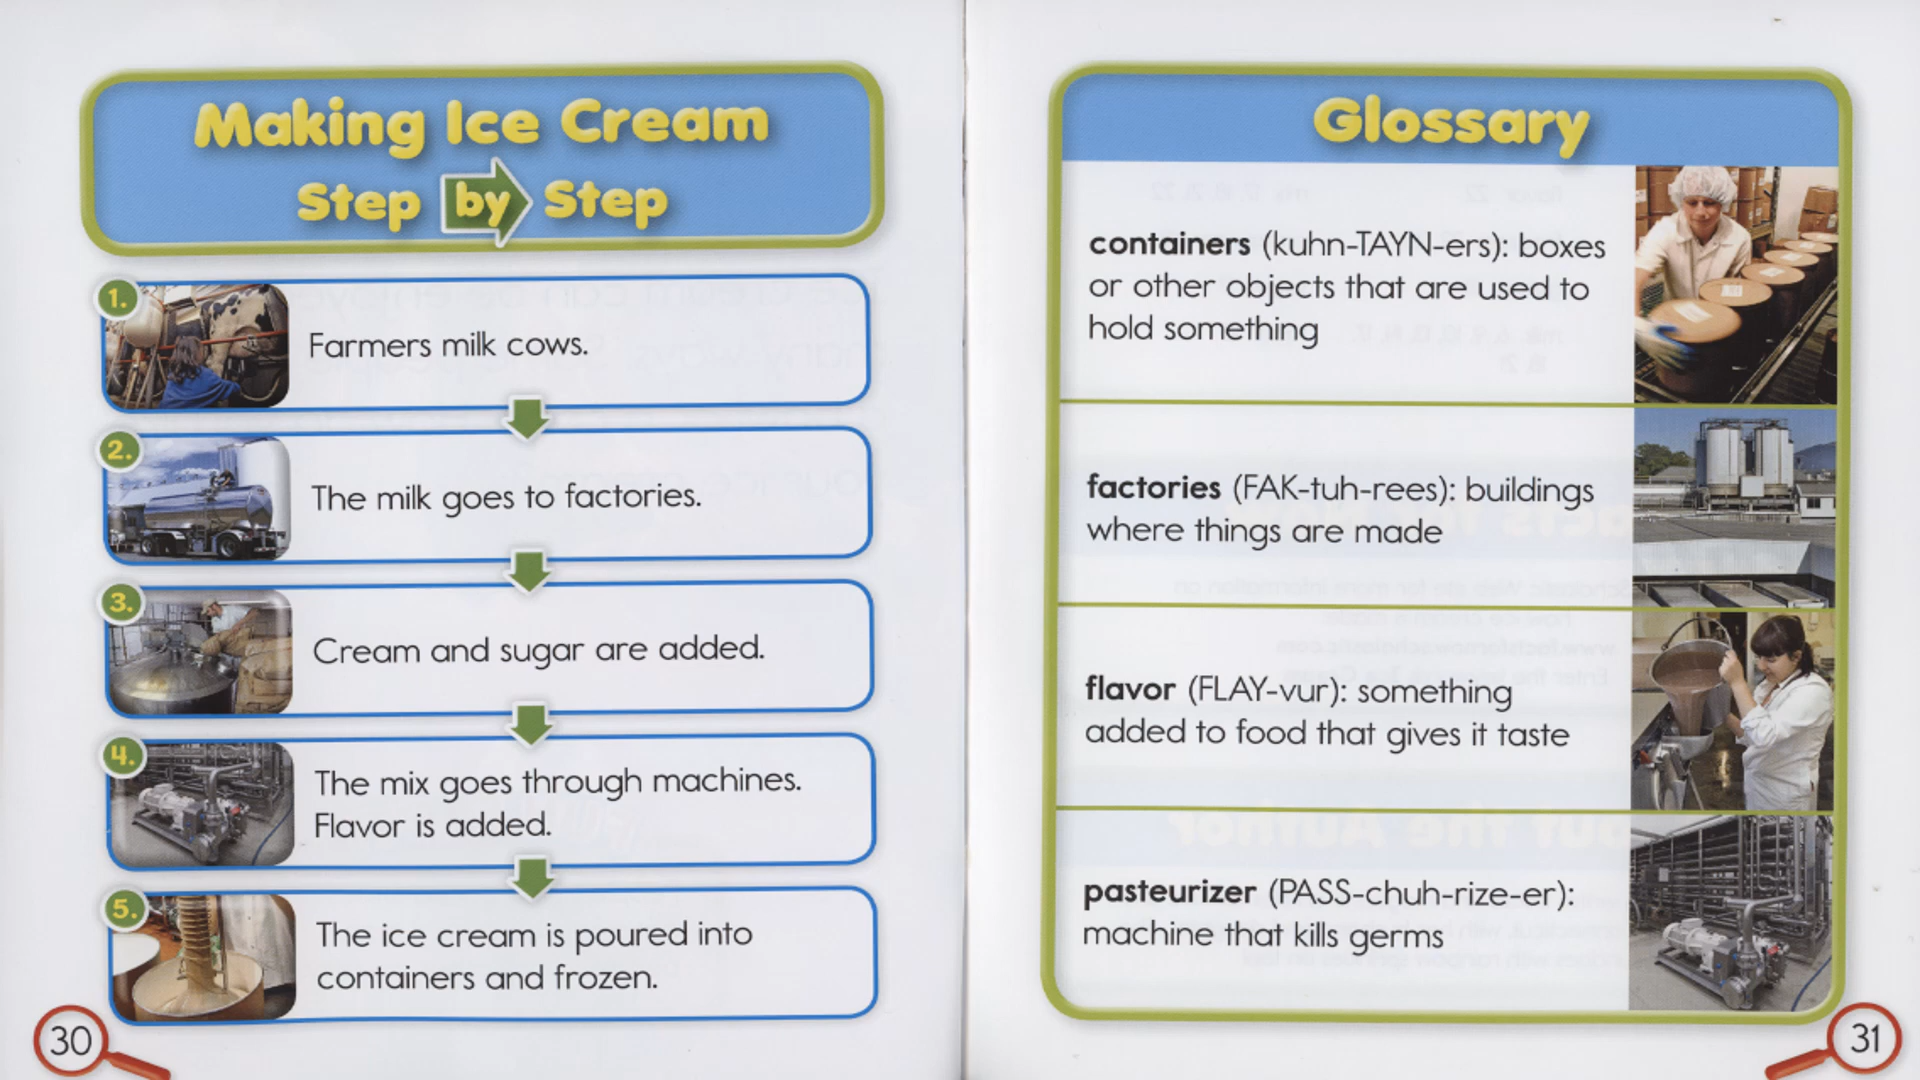 Making Ice Cream
Step by Step
1.
Farmers milk cows.
2.
The milk goes to factories.
3.
Cream and sugar are added.
4.
The mix goes through machines.
Flavor is added.
5.
The ice cream is poured into
containers and frozen.
30
Glossary
containers (kuhn-TAYN-ers): boxes
or other objects that are used to
hold something
factories (FAK-tuh-rees): buildings
where things are made
flavor (FLAY-vur): something
added to food that gives it taste
pasteurizer (PASS-chuh-rize-er):
machine that kills germs
31